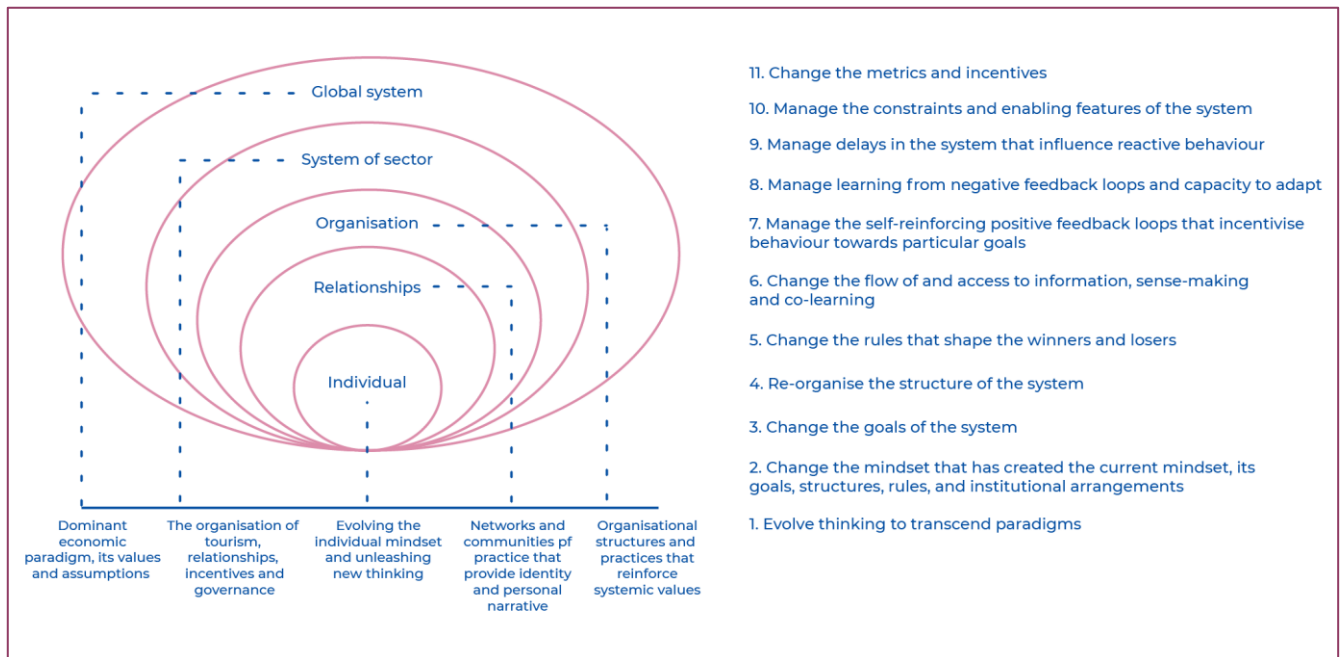 Global system
System of sector
Organisation
Relationships
Individual
Dominant
economic
paradigm, its values
and assumptions
The organisation of
tourism,
relationships,
incentives and
governance
Evolving the
individual mindset
and unleashing
new thinking
Networks and
communities pf
practice that
provide identity
and personal
narrative
Organisational
structures and
practices that
reinforce
systemic values
11. Change the metrics and incentives
10. Manage the constraints and enabling features of the system
9. Manage delays in the system that influence reactive behaviour
8. Manage learning from negative feedback loops and capacity to adapt
7. Manage the self-reinforcing positive feedback loops that incentivise
behaviour towards particular goals
6. Change the flow of and access to information, sense-making
and co-learning
5. Change the rules that shape the winners and losers
4. Re-organise the structure of the system
3. Change the goals of the system
2. Change the mindset that has created the current mindset, its
goals, structures, rules, and institutional arrangements
1. Evolve thinking to transcend paradigms